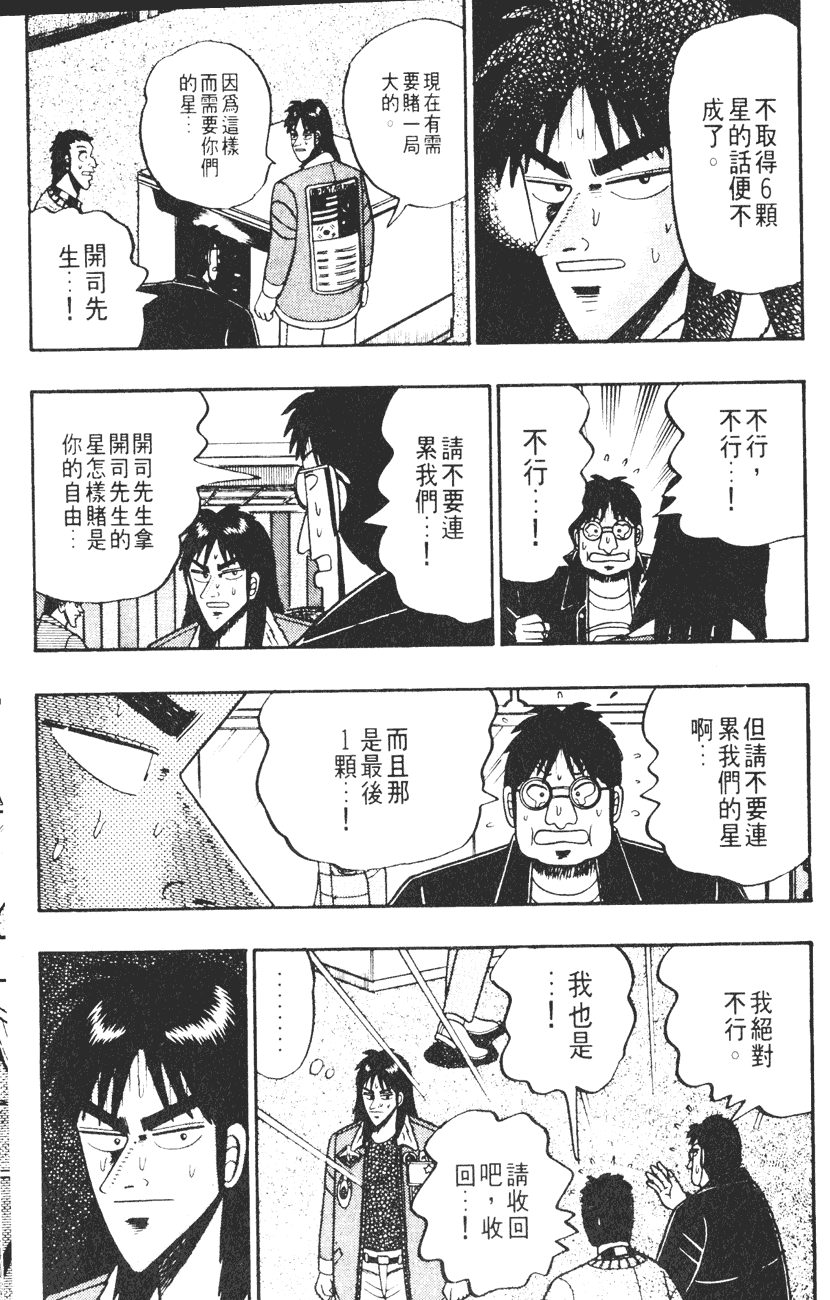 不取得6顆
星的話便不
成了。
現在有需
要賭一局
大的。
因爲這樣
而需要你們
的星…
開司先
生…！
不行，
不行…！
不行…！
請不要連
累我們…！
開司先生拿
開司先生的
星怎樣賭是
你的自由…
但請不要連
累我們的星
啊…
而且那
是最後
1顆…！
我絕對
不行。
我也是
…！
請收回
吧，收
回…！
………